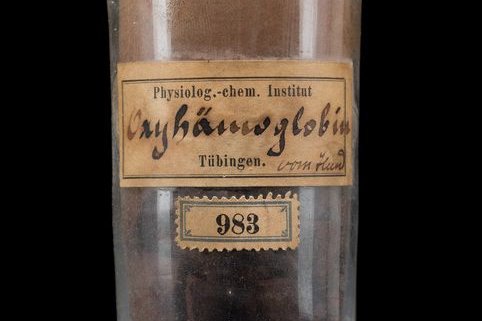 Physiolog.-chem. Institut
Oxyhämoglobin
Tübingen. vom Hund
983